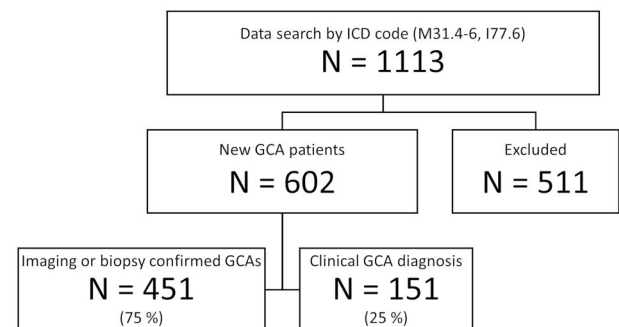 Data search by ICD code (M31.4-6, I77.6)
N = 1113
New GCA patients
N = 602
Excluded
N = 511
Imaging or biopsy confirmed GCAs
N = 451
(75 %)
Clinical GCA diagnosis
N = 151
(25 %)